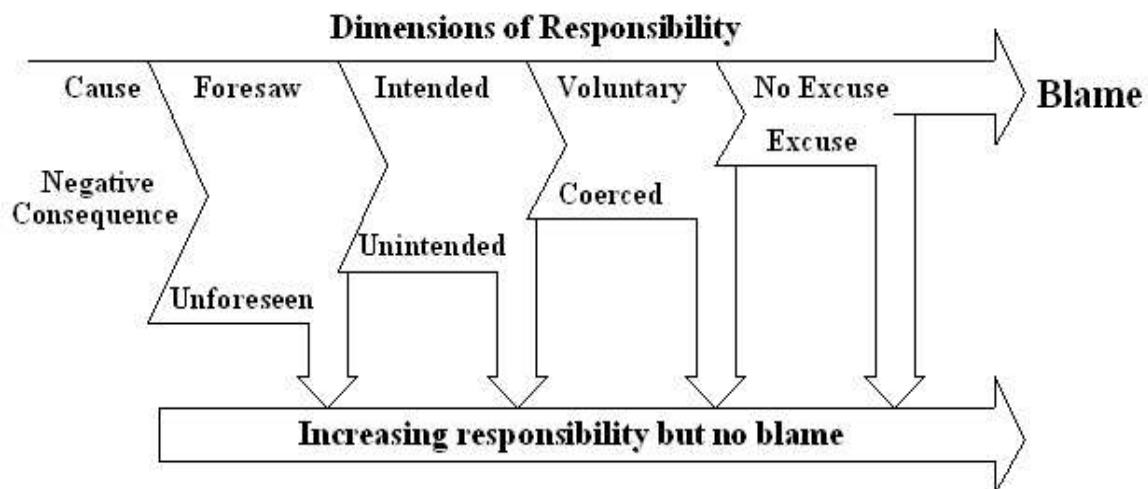 Dimensions of Responsibility
Cause
Foresaw
Intended
Voluntary
No Excuse
Blame
Excuse
Negative
Consequence
Coerced
Unintended
Unforeseen
Increasing responsibility but no blame